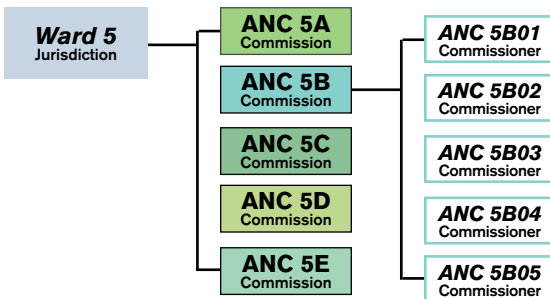 Ward 5
Jurisdiction
ANC 5A
Commission
ANC 5B
Commission
ANC 5C
Commission
ANC 5D
Commission
ANC 5E
Commission
ANC 5B01
Commissioner
ANC 5B02
Commissioner
ANC 5B03
Commissioner
ANC 5B04
Commissioner
ANC 5B05
Commissioner